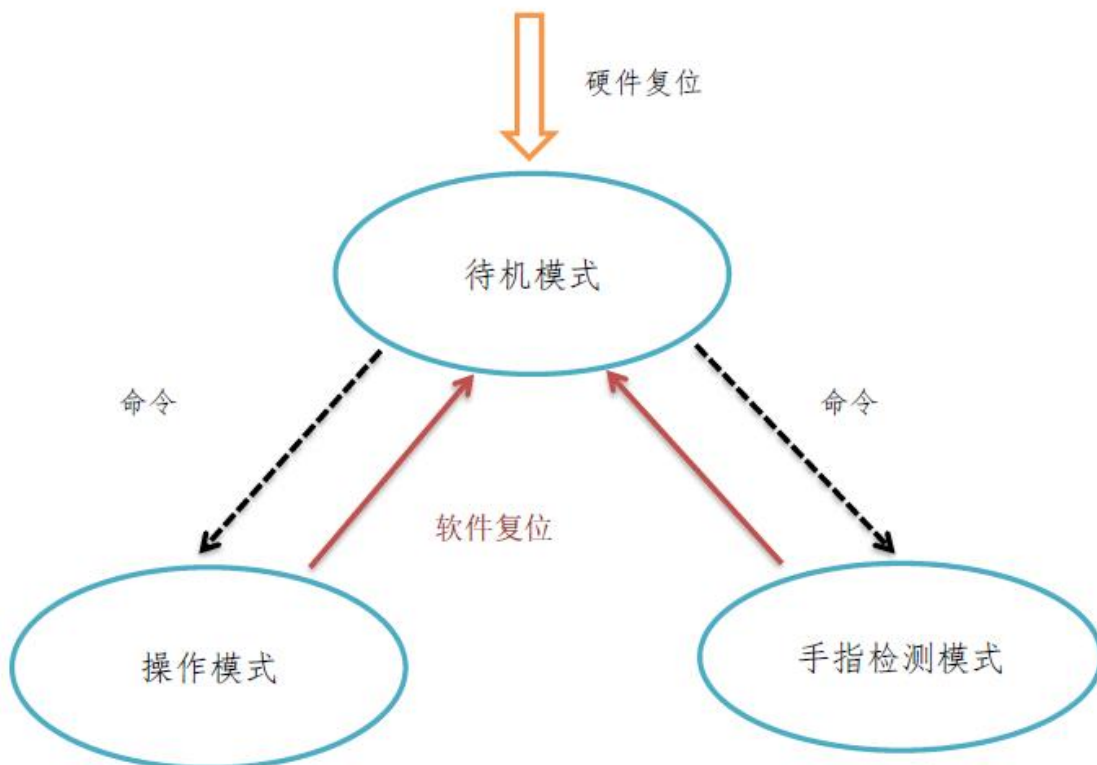 硬件复位
待机模式
命令
命令
软件复位
操作模式
手指检测模式